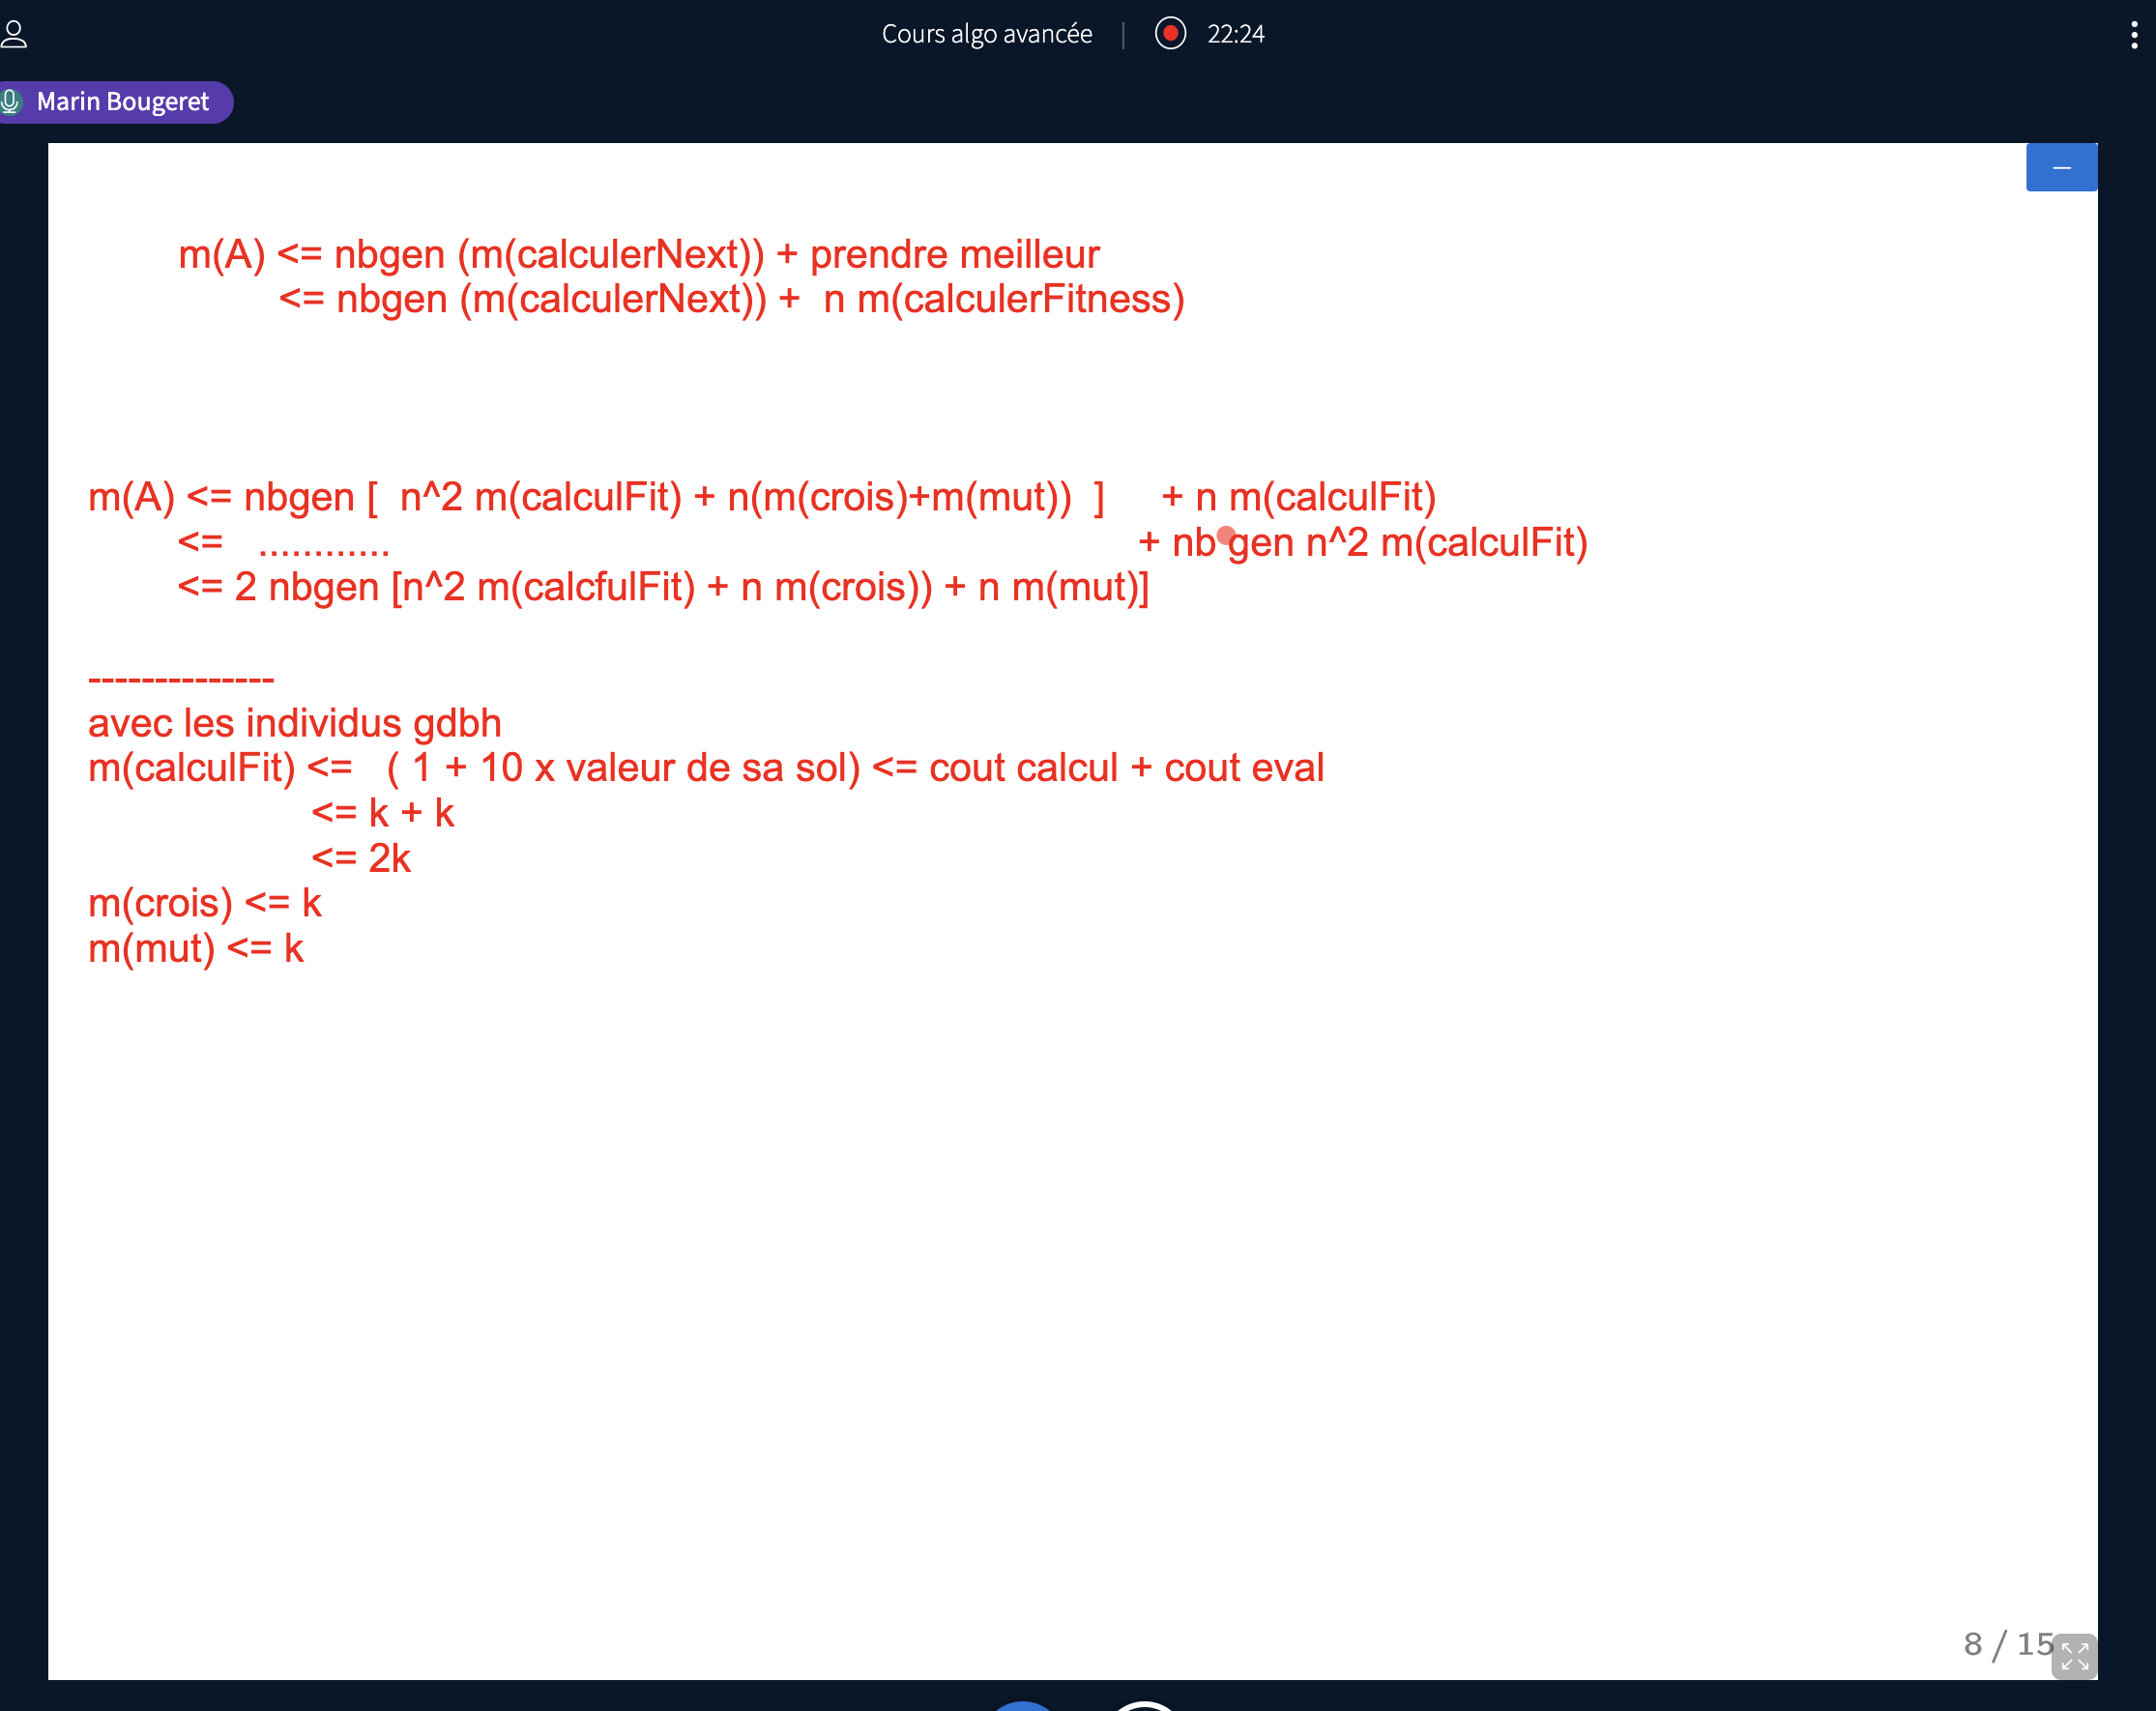 Cours algo avancée | 22:24
Marin Bougeret
m(A) <= nbgen (m(calculerNext)) + prendre meilleur
<= nbgen (m(calculerNext)) + n m(calculerFitness)
m(A) <= nbgen [ n^2 m(calculFit) + n(m(crois)+m(mut)) ] + n m(calculFit)
<= ............ + nb gen n^2 m(calculFit)
<= 2 nbgen [n^2 m(calcfulFit) + n m(crois)) + n m(mut)]
--------------
avec les individus gdbh
m(calculFit) <= ( 1 + 10 x valeur de sa sol) <= cout calcul + cout eval
<= k + k
<= 2k
m(crois) <= k
m(mut) <= k
8 / 15